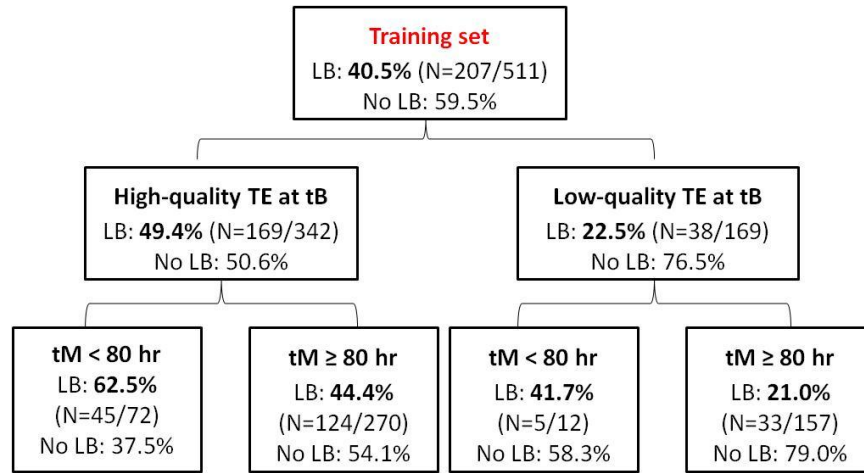 Training set
LB: 40.5% (N=207/511)
No LB: 59.5%
High-quality TE at tB
LB: 49.4% (N=169/342)
No LB: 50.6%
Low-quality TE at tB
LB: 22.5% (N=38/169)
No LB: 76.5%
tM < 80 hr
LB: 62.5%
(N=45/72)
No LB: 37.5%
tM ≥ 80 hr
LB: 44.4%
(N=124/270)
No LB: 54.1%
tM < 80 hr
LB: 41.7%
(N=5/12)
No LB: 58.3%
tM ≥ 80 hr
LB: 21.0%
(N=33/157)
No LB: 79.0%